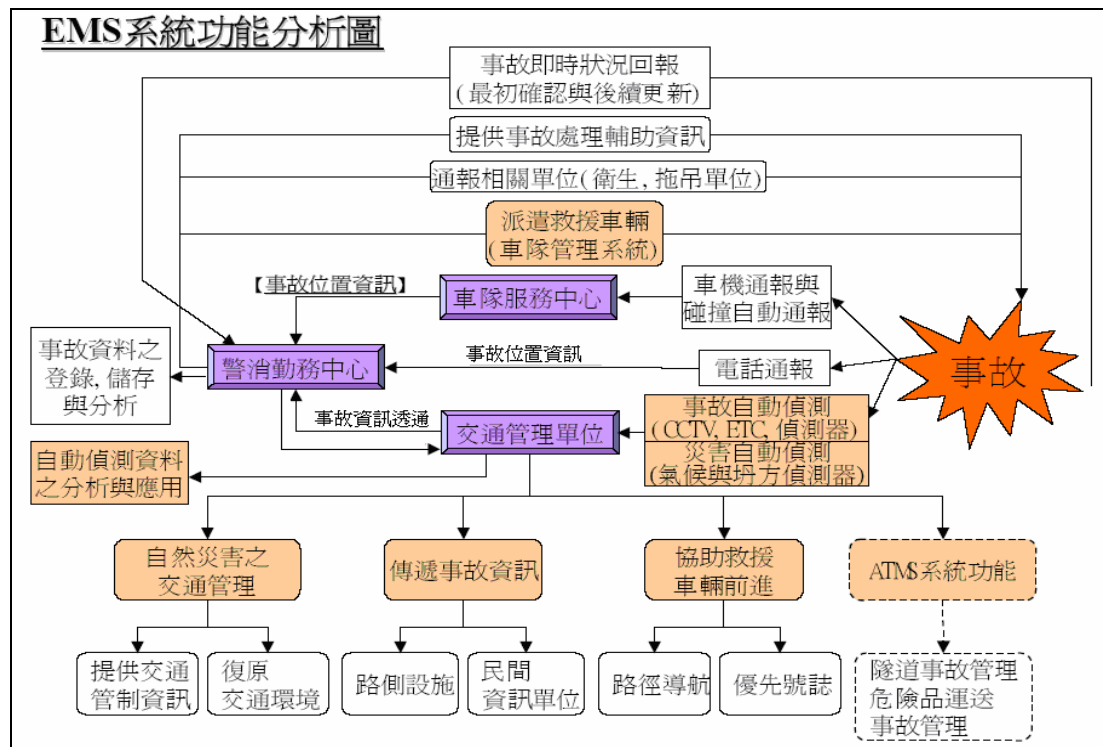 EMS系統功能分析圖
事故即時狀況回報
(最初確認與後續更新)
提供事故處理輔助資訊
通報相關單位(衛生, 拖吊單位)
派遣救援車輛
(車隊管理系統)
【事故位置資訊】
車隊服務中心
車機通報與
碰撞自動通報
事故資料之
登錄, 儲存
與分析
警消勤務中心
事故位置資訊
電話通報
事故
事故資訊透通
交通管理單位
事故自動偵測
(CCTV, ETC, 偵測器)
災害自動偵測
(氣候與坍方偵測器)
自動偵測資料
之分析與應用
自然災害之
交通管理
傳遞事故資訊
協助救援
車輛前進
ATMS系統功能
提供交通
管制資訊
復原
交通環境
路側設施
民間
資訊單位
路徑導航
優先號誌
隧道事故管理
危險品運送
事故管理